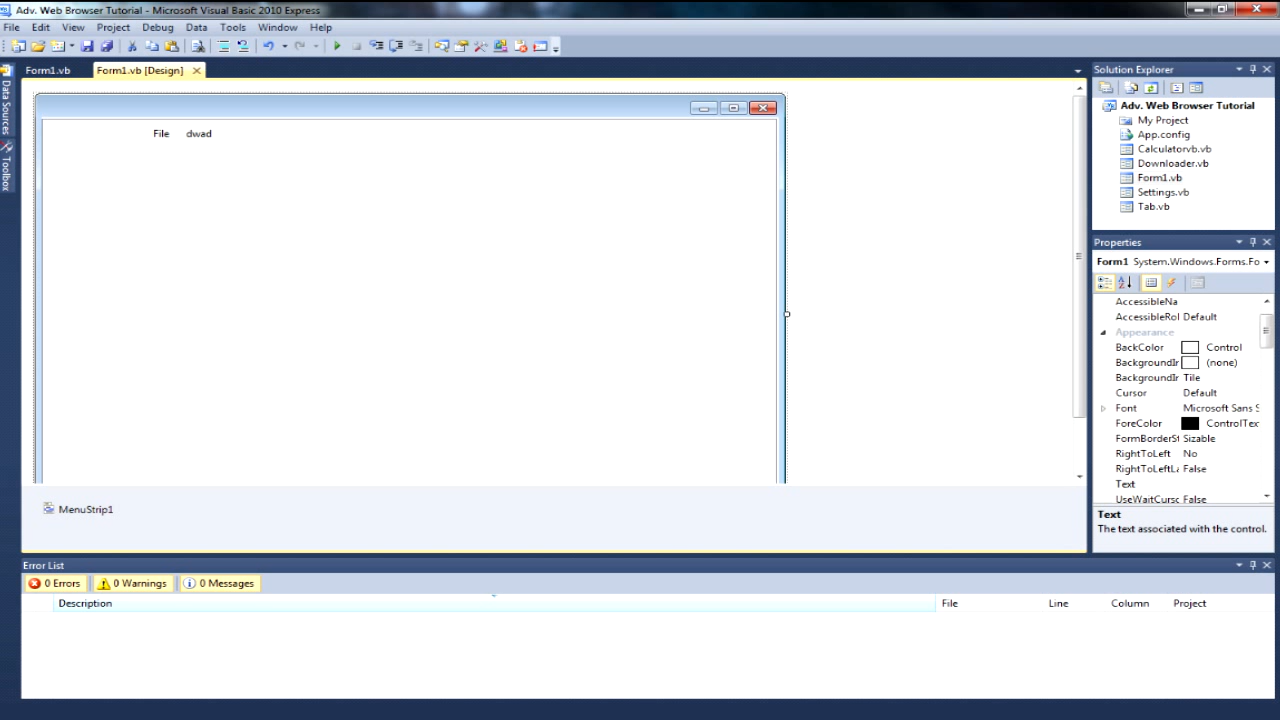 Adv. Web Browser Tutorial - Microsoft Visual Basic 2010 Express
File Edit View Project Debug Data Tools Window Help
Form1.vb Form1.vb [Design]
Data Sources
Toolbox
File dwad
MenuStrip1
Solution Explorer
Adv. Web Browser Tutorial
My Project
App.config
Calculatorvb.vb
Downloader.vb
Form1.vb
Settings.vb
Tab.vb
Properties
Form1 System.Windows.Forms.Fo
AccessibleNa
AccessibleRol Default
Appearance
BackColor Control
BackgroundIr (none)
BackgroundIr Tile
Cursor Default
Font Microsoft Sans S
ForeColor ControlTex
FormBorderSt Sizable
RightToLeft No
RightToLeftLa False
Text
UseWaitCurso False
Text
The text associated with the control.
Error List
0 Errors 0 Warnings 0 Messages
Description File Line Column Project